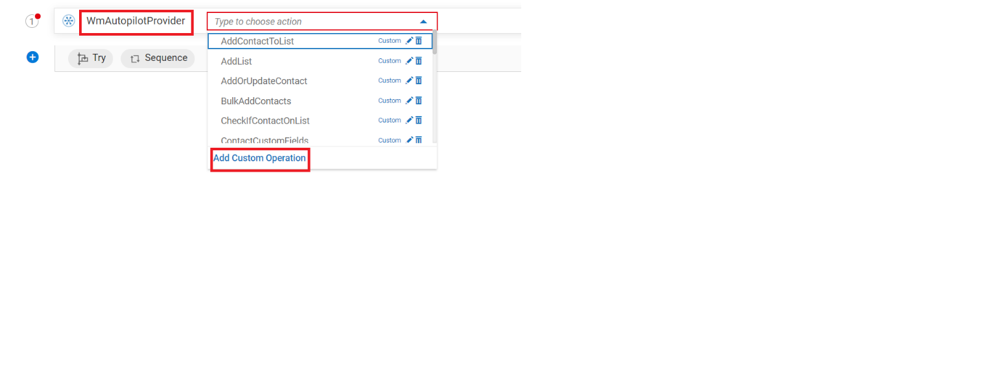 1
WmAutopilotProvider
Type to choose action
AddContactToList Custom
AddList Custom
AddOrUpdateContact Custom
BulkAddContacts Custom
CheckIfContactOnList Custom
ContactCustomFields Custom
Add Custom Operation
Try
Sequence